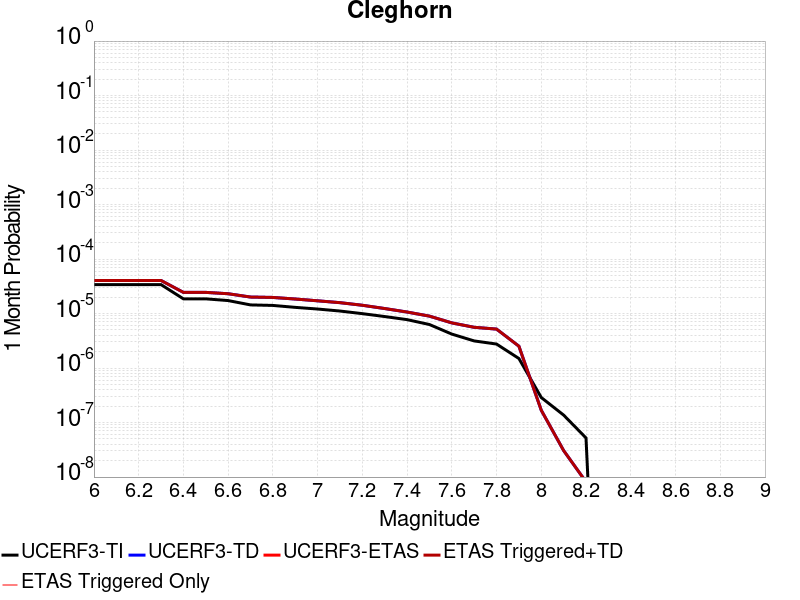 Cleghorn
10^0
10^-1
10^-2
10^-3
10^-4
10^-5
10^-6
10^-7
10^-8
1 Month Probability
6 6.2 6.4 6.6 6.8 7 7.2 7.4 7.6 7.8 8 8.2 8.4 8.6 8.8 9
Magnitude
UCERF3-TI UCERF3-TD UCERF3-ETAS ETAS Triggered+TD
ETAS Triggered Only